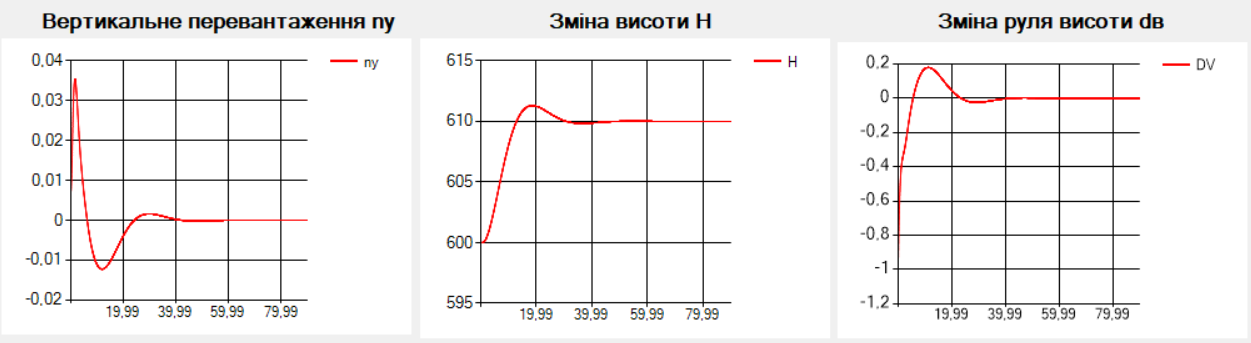 Вертикальне перевантаження ny
0,04
0,03
0,02
0,01
0
-0,01
-0,02
19,99 39,99 59,99 79,99
ny
Зміна висоти H
615
610
605
600
595
19,99 39,99 59,99 79,99
H
Зміна руля висоти dв
0,2
0
-0,2
-0,4
-0,6
-0,8
-1
-1,2
19,99 39,99 59,99 79,99
DV